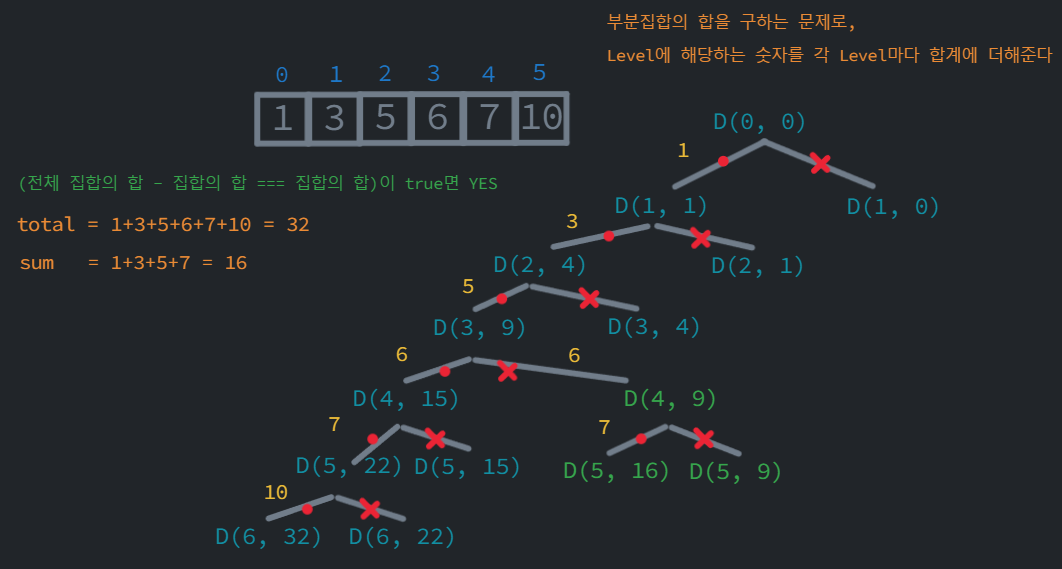 부분집합의 합을 구하는 문제로,
Level에 해당하는 숫자를 각 Level마다 합계에 더해준다
0 1 2 3 4 5
1 3 5 6 7 10
(전체 집합의 합 - 집합의 합 === 집합의 합)이 true면 YES
total = 1+3+5+6+7+10 = 32
sum = 1+3+5+7 = 16
D(0, 0)
1
D(1, 1) D(1, 0)
3
D(2, 4) D(2, 1)
5
D(3, 9) D(3, 4)
6 6
D(4, 15) D(4, 9)
7 7
D(5, 22) D(5, 15) D(5, 16) D(5, 9)
10
D(6, 32) D(6, 22)